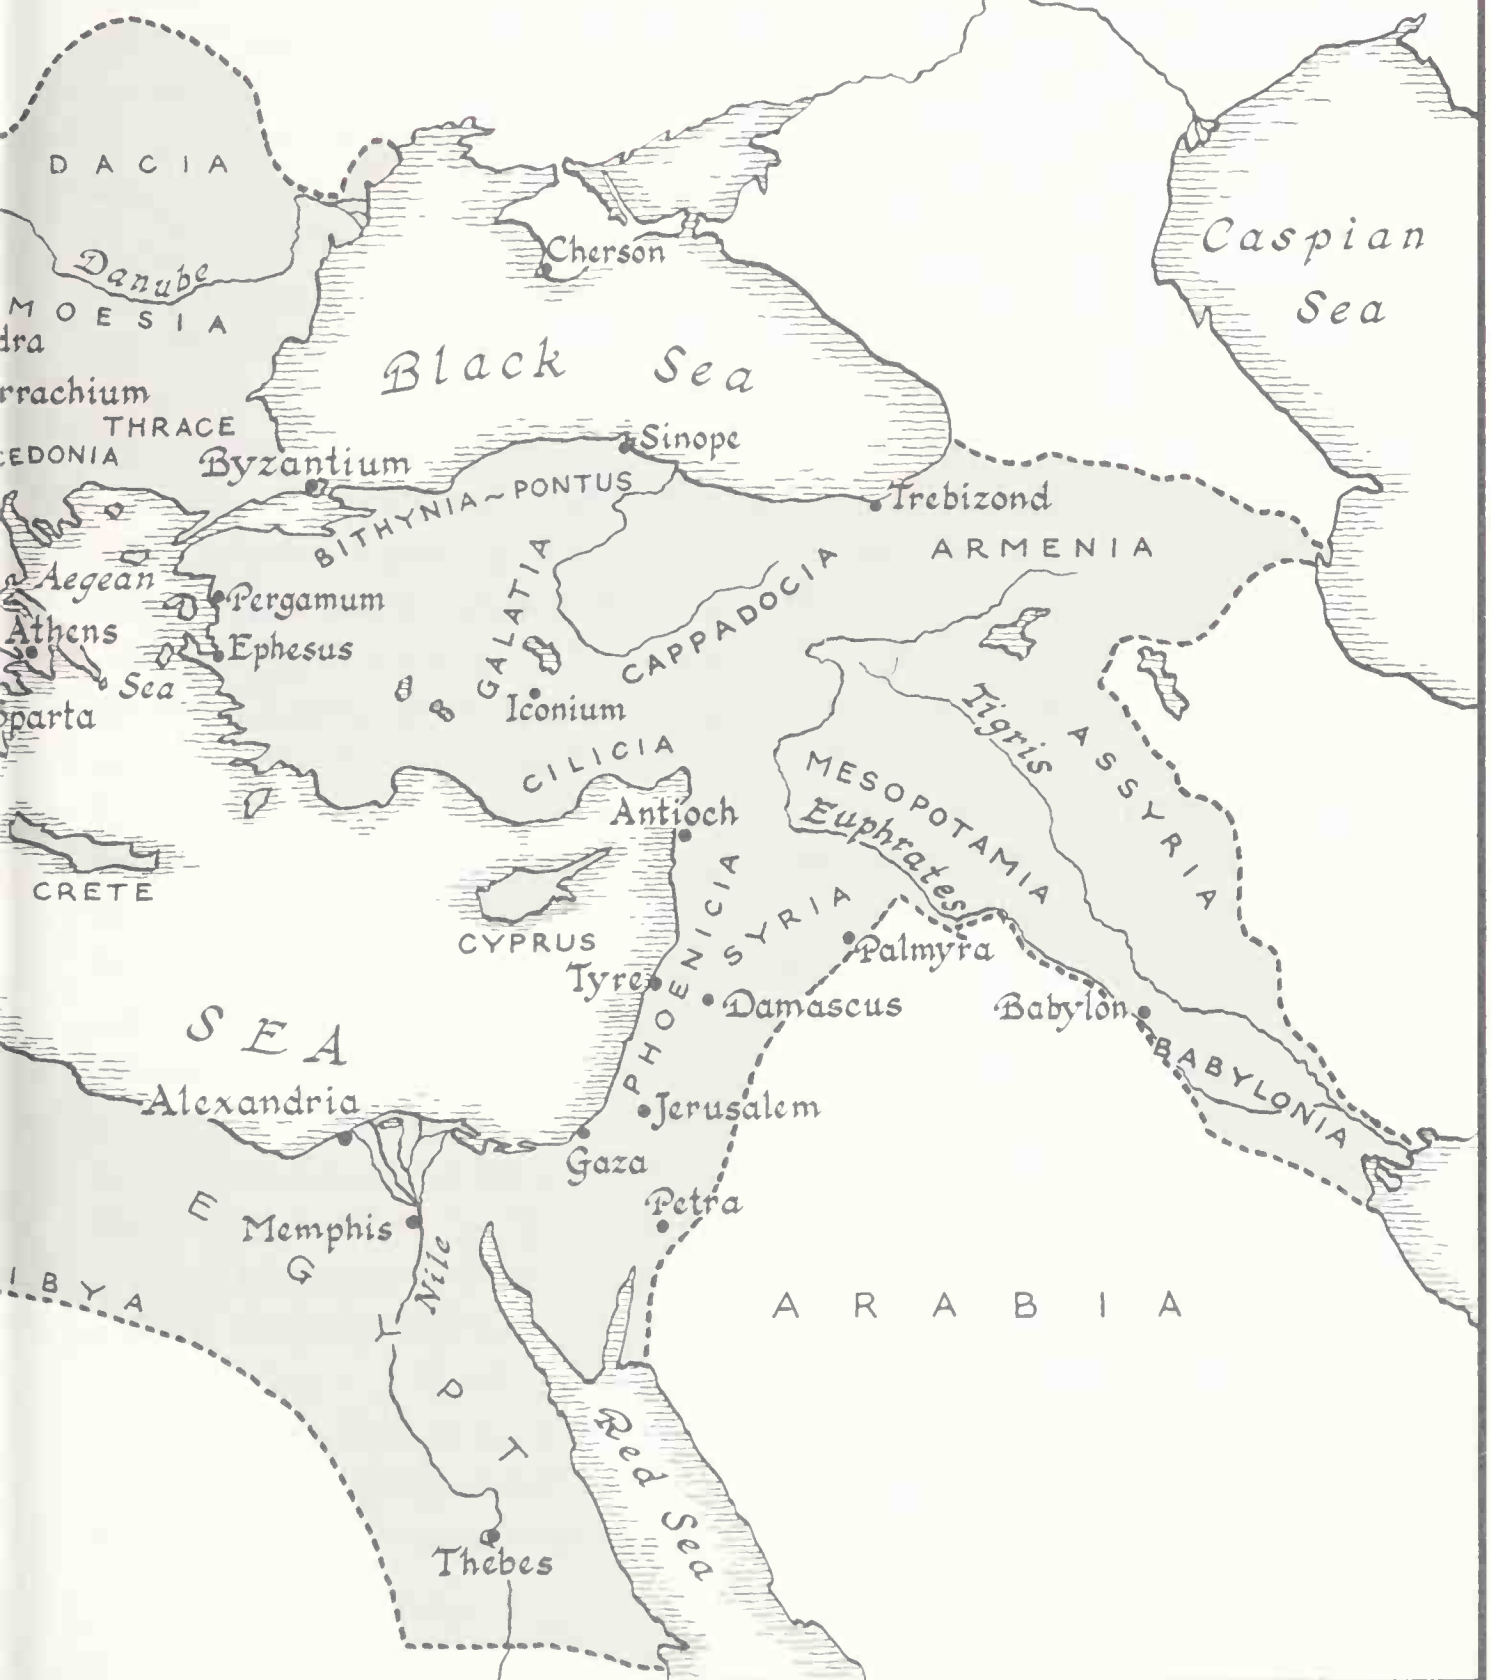 DACIA
Danube
MOESIA
dra
rrachium
THRACE
EDONIA
Byzantium
Cherson
Caspian
Sea
Black Sea
Sinope
BITHYNIA~PONTUS
Trebizond
ARMENIA
Aegean
Sea
Pergamum
Athens
Ephesus
parta
GALATIA
CAPPADOCIA
Iconium
CILICIA
Tigris
ASSYRIA
MESOPOTAMIA
Euphrates
Antioch
CRETE
CYPRUS
PHOENICIA
SYRIA
Palmyra
Tyre
Damascus
Babylon
BABYLONIA
SEA
Alexandria
Jerusalem
Gaza
Petra
EGYPT
Memphis
Nile
IBYA
ARABIA
Red Sea
Thebes